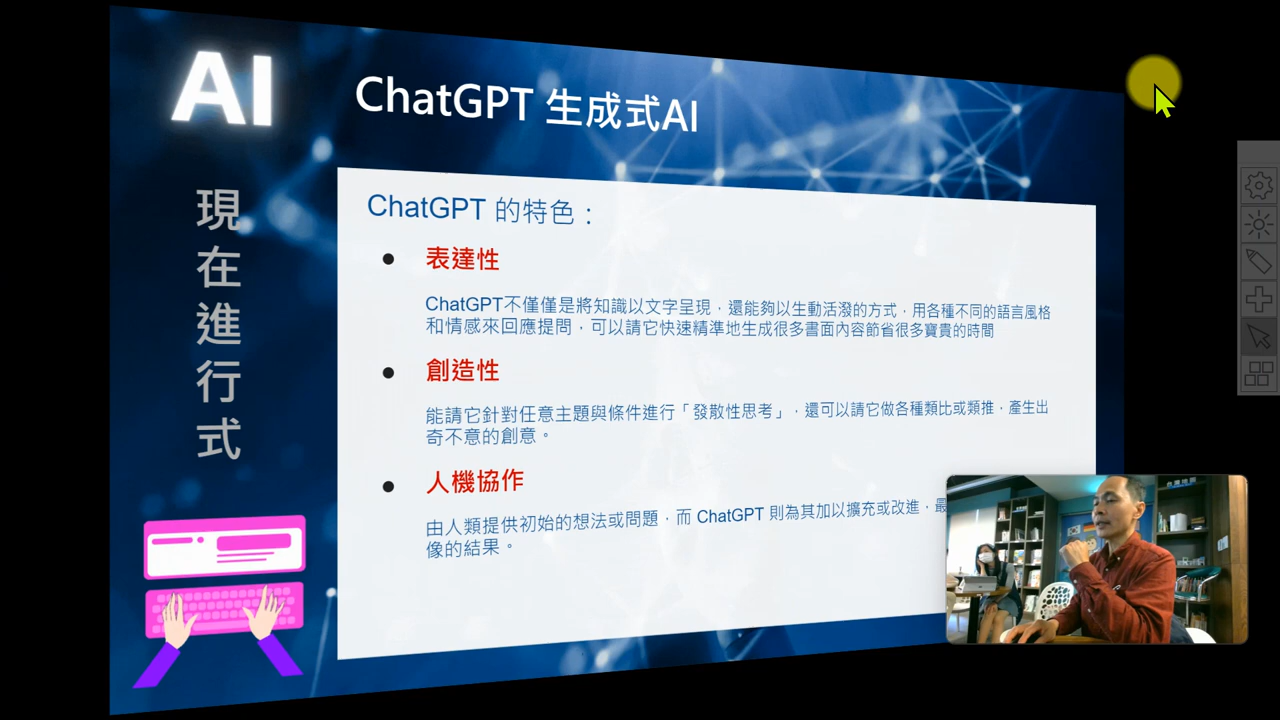 AI
現在進行式
ChatGPT 生成式AI
ChatGPT 的特色：
● 表達性
ChatGPT不僅僅是將知識以文字呈現，還能夠以生動活潑的方式，用各種不同的語言風格
和情感來回應提問，可以請它快速精準地生成很多書面內容節省很多寶貴的時間
● 創造性
能請它針對任意主題與條件進行「發散性思考」，還可以請它做各種類比或類推，產生出
奇不意的創意。
● 人機協作
由人類提供初始的想法或問題，而 ChatGPT 則為其加以擴充或改進，最
像的結果。
台灣地圖